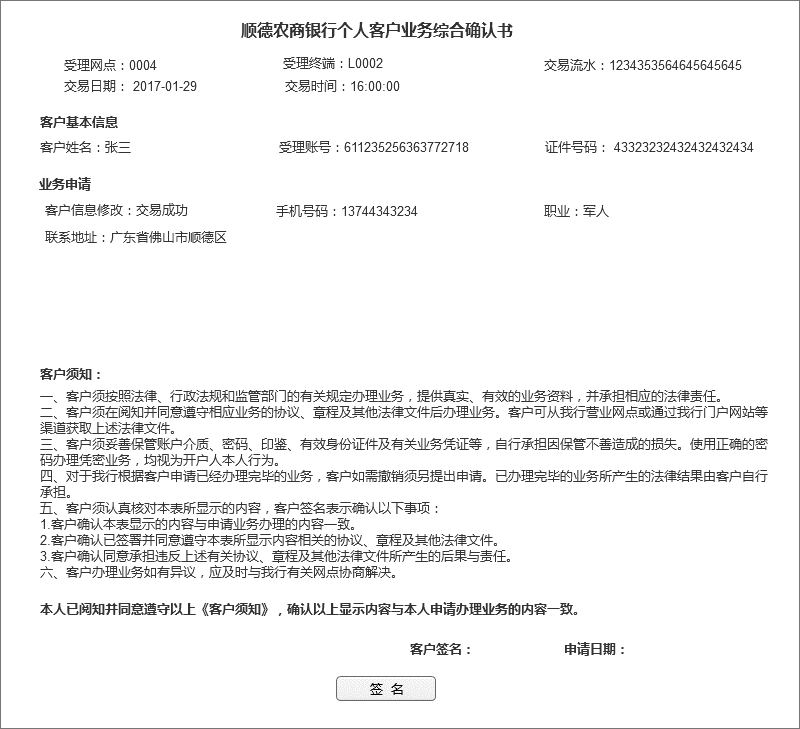 顺德农商银行个人客户业务综合确认书
受理网点：0004 受理终端：L0002 交易流水：1234353564645645645
交易日期： 2017-01-29 交易时间：16:00:00
客户基本信息
客户姓名：张三 受理账号：611235256363772718 证件号码： 43323232432432432434
业务申请
客户信息修改：交易成功 手机号码：13744343234 职业：军人
联系地址：广东省佛山市顺德区
客户须知：
一、客户须按照法律、行政法规和监管部门的有关规定办理业务，提供真实、有效的业务资料，并承担相应的法律责任。
二、客户须在阅知并同意遵守相应业务的协议、章程及其他法律文件后办理业务。客户可从我行营业网点或通过我行门户网站等
渠道获取上述法律文件。
三、客户须妥善保管账户介质、密码、印鉴、有效身份证件及有关业务凭证等，自行承担因保管不善造成的损失。使用正确的密
码办理凭密业务，均视为开户人本人行为。
四、对于我行根据客户申请已经办理完毕的业务，客户如需撤销须另提出申请。已办理完毕的业务所产生的法律结果由客户自行
承担。
五、客户须认真核对本表所显示的内容，客户签名表示确认以下事项：
1.客户确认本表显示的内容与申请业务办理的内容一致。
2.客户确认已签署并同意遵守本表所显示内容相关的协议、章程及其他法律文件。
3.客户确认同意承担违反上述有关协议、章程及其他法律文件所产生的后果与责任。
六、客户办理业务如有异议，应及时与我行有关网点协商解决。
本人已阅知并同意遵守以上《客户须知》，确认以上显示内容与本人申请办理业务的内容一致。
客户签名： 申请日期：
签 名